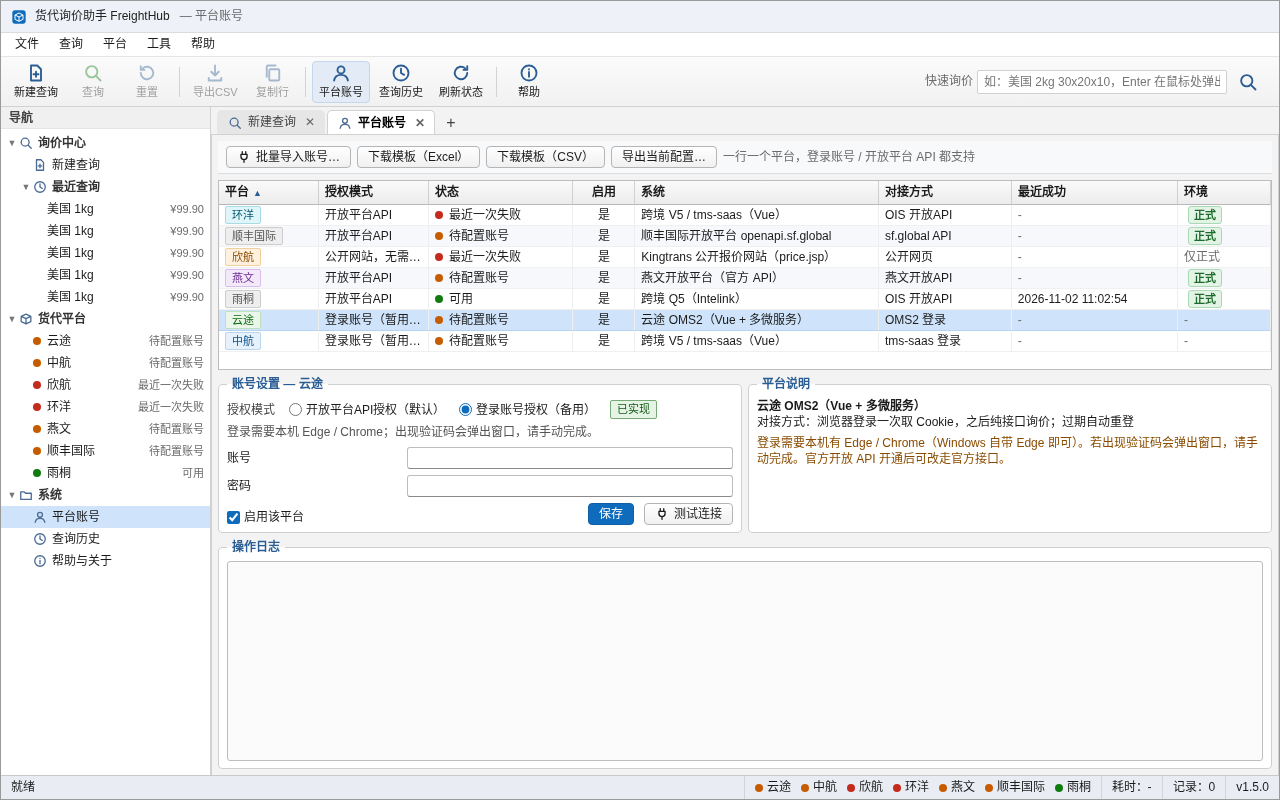 货代询价助手 FreightHub — 平台账号
文件 查询 平台 工具 帮助
新建查询 查询 重置 导出CSV 复制行 平台账号 查询历史 刷新状态 帮助 快速询价 如：美国 2kg 30x20x10，Enter 在鼠标处弹出
导航
询价中心
新建查询
最近查询
美国 1kg ¥99.90
美国 1kg ¥99.90
美国 1kg ¥99.90
美国 1kg ¥99.90
美国 1kg ¥99.90
货代平台
云途 待配置账号
中航 待配置账号
欣航 最近一次失败
环洋 最近一次失败
燕文 待配置账号
顺丰国际 待配置账号
雨桐 可用
系统
平台账号
查询历史
帮助与关于
新建查询 ✕ 平台账号 ✕ +
批量导入账号… 下载模板（Excel） 下载模板（CSV） 导出当前配置… 一行一个平台，登录账号 / 开放平台 API 都支持
平台 ▲ 授权模式 状态 启用 系统 对接方式 最近成功 环境
环洋 开放平台API 最近一次失败 是 跨境 V5 / tms-saas（Vue） OIS 开放API - 正式
顺丰国际 开放平台API 待配置账号 是 顺丰国际开放平台 openapi.sf.global sf.global API - 正式
欣航 公开网站，无需… 最近一次失败 是 Kingtrans 公开报价网站（price.jsp） 公开网页 - 仅正式
燕文 开放平台API 待配置账号 是 燕文开放平台（官方 API） 燕文开放API - 正式
雨桐 开放平台API 可用 是 跨境 Q5（Intelink） OIS 开放API 2026-11-02 11:02:54 正式
云途 登录账号（暂用… 待配置账号 是 云途 OMS2（Vue + 多微服务） OMS2 登录 - -
中航 登录账号（暂用… 待配置账号 是 跨境 V5 / tms-saas（Vue） tms-saas 登录 - -
账号设置 — 云途
授权模式 开放平台API授权（默认） 登录账号授权（备用） 已实现
登录需要本机 Edge / Chrome；出现验证码会弹出窗口，请手动完成。
账号
密码
启用该平台 保存 测试连接
平台说明
云途 OMS2（Vue + 多微服务）
对接方式：浏览器登录一次取 Cookie，之后纯接口询价；过期自动重登
登录需要本机有 Edge / Chrome（Windows 自带 Edge 即可）。若出现验证码会弹出窗口，请手
动完成。官方开放 API 开通后可改走官方接口。
操作日志
就绪 云途 中航 欣航 环洋 燕文 顺丰国际 雨桐 耗时：- 记录：0 v1.5.0